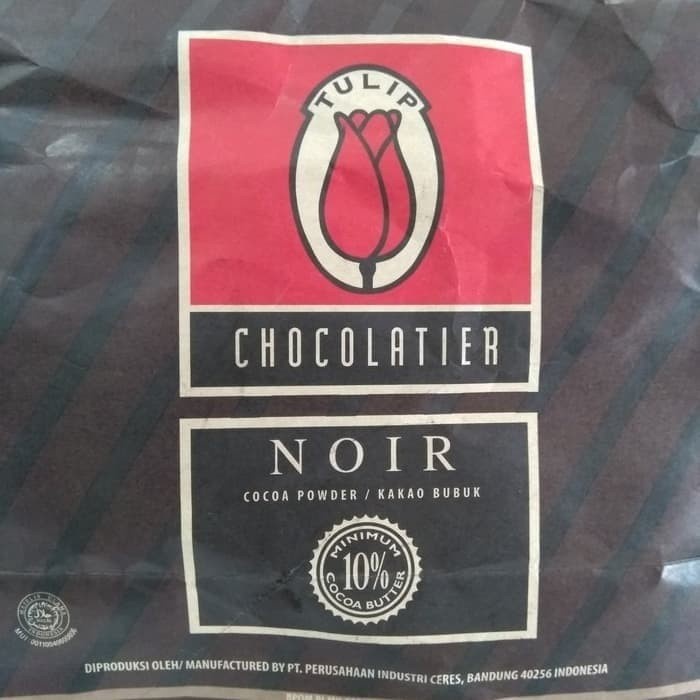 TULIP
CHOCOLATIER
NOIR
COCOA POWDER / KAKAO BUBUK
MINIMUM
10%
COCOA BUTTER
INDONESIA
DIPRODUKSI OLEH/ MANUFACTURED BY PT. PERUSAHAAN INDUSTRI CERES, BANDUNG 40256 INDONESIA